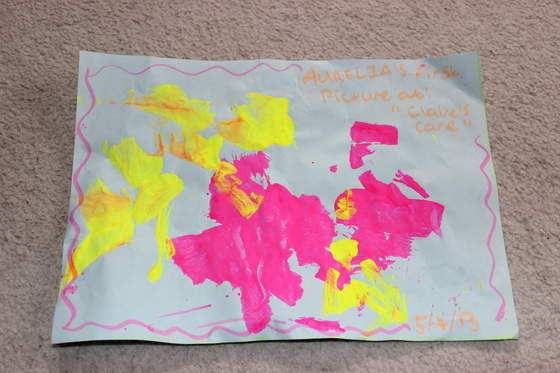 AURELIA's first
Picture at:
"Claire's
Care"
5/4/13